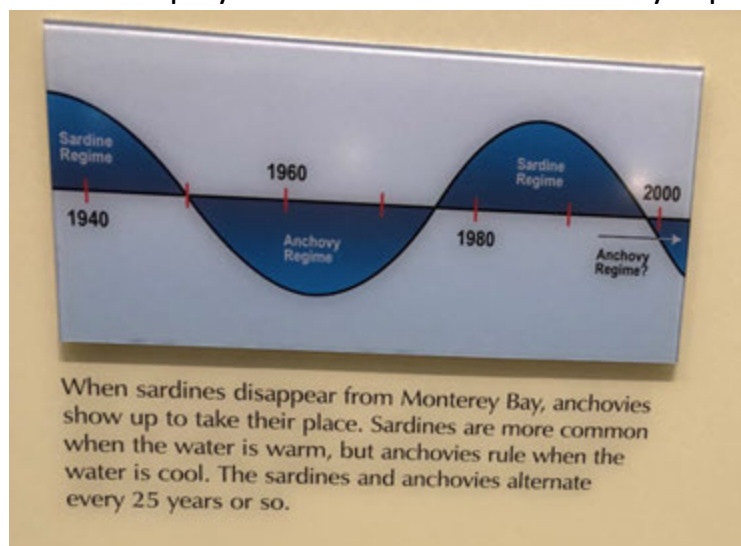 Sardine
Regime
1940
1960
Anchovy
Regime
1980
Sardine
Regime
2000
Anchovy
Regime?
When sardines disappear from Monterey Bay, anchovies
show up to take their place. Sardines are more common
when the water is warm, but anchovies rule when the
water is cool. The sardines and anchovies alternate
every 25 years or so.